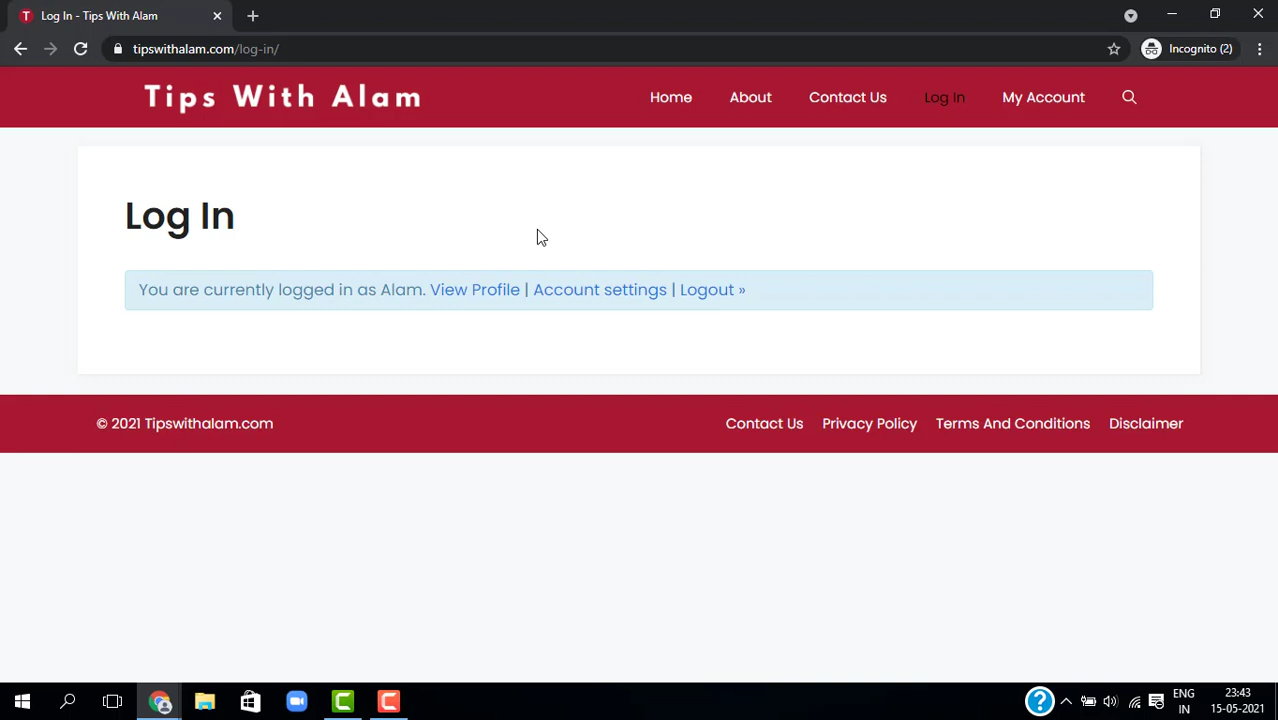 Log In - Tips With Alam
tipswithalam.com/log-in/
Incognito (2)
Tips With Alam
Home
About
Contact Us
Log In
My Account
Log In
You are currently logged in as Alam. View Profile | Account settings | Logout »
© 2021 Tipswithalam.com
Contact Us
Privacy Policy
Terms And Conditions
Disclaimer
ENG
IN
23:43
15-05-2021